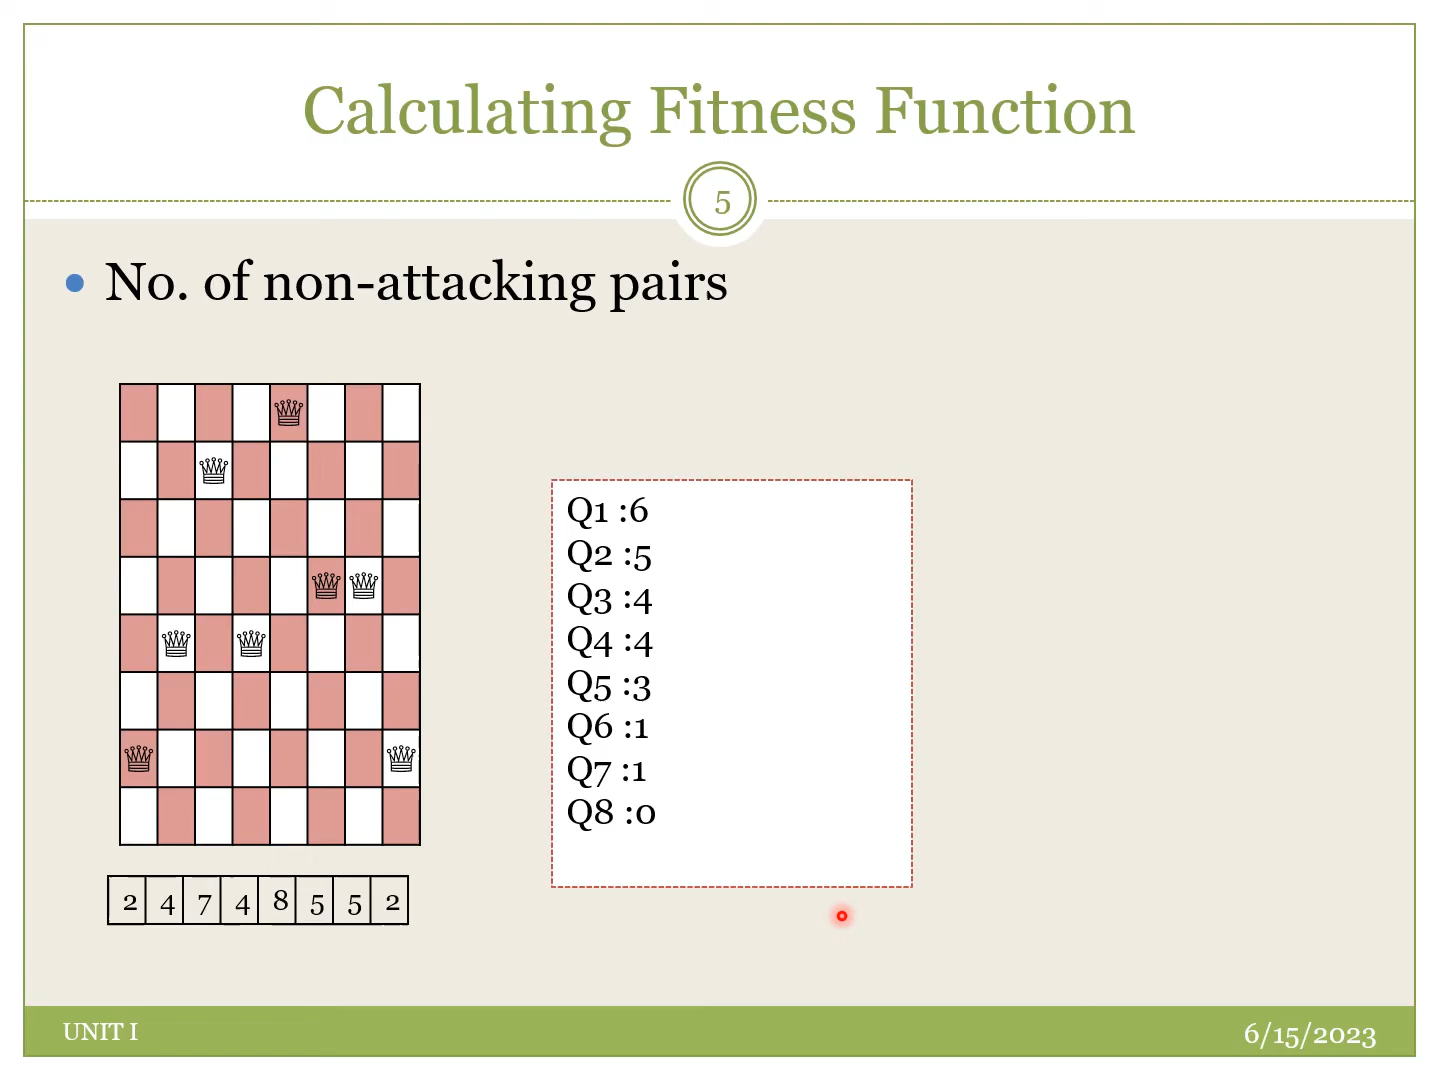 Calculating Fitness Function
5
No. of non-attacking pairs
Q1 :6
Q2 :5
Q3 :4
Q4 :4
Q5 :3
Q6 :1
Q7 :1
Q8 :0
2 4 7 4 8 5 5 2
UNIT I
6/15/2023